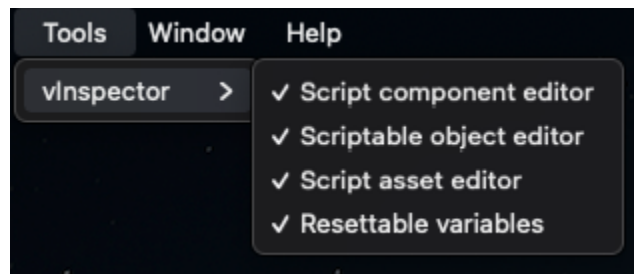 Tools Window Help
vInspector >
✓ Script component editor
✓ Scriptable object editor
✓ Script asset editor
✓ Resettable variables